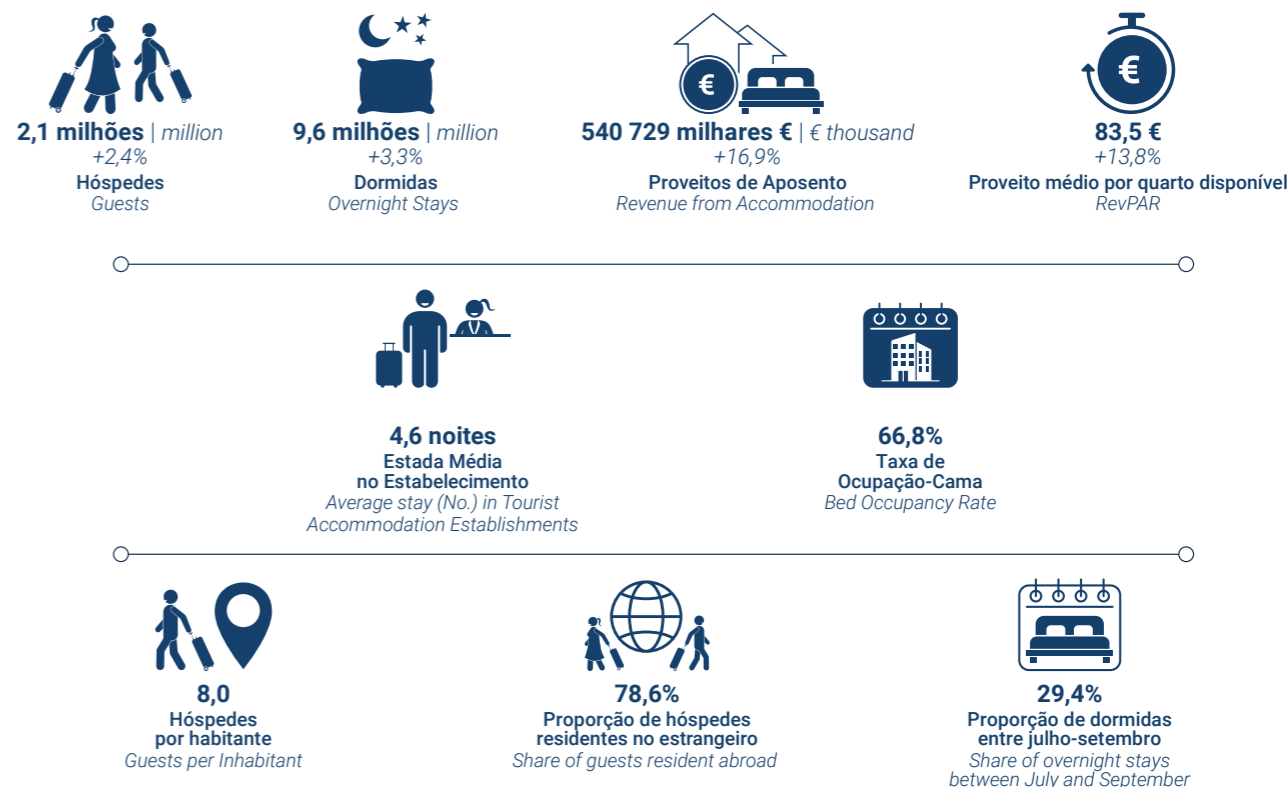 2,1 milhões | million
+2,4%
Hóspedes
Guests
9,6 milhões | million
+3,3%
Dormidas
Overnight Stays
€
540 729 milhares € | € thousand
+16,9%
Proveitos de Aposento
Revenue from Accommodation
€
83,5 €
+13,8%
Proveito médio por quarto disponível
RevPAR
4,6 noites
Estada Média
no Estabelecimento
Average stay (No.) in Tourist
Accommodation Establishments
66,8%
Taxa de
Ocupação-Cama
Bed Occupancy Rate
8,0
Hóspedes
por habitante
Guests per Inhabitant
78,6%
Proporção de hóspedes
residentes no estrangeiro
Share of guests resident abroad
29,4%
Proporção de dormidas
entre julho-setembro
Share of overnight stays
between July and September